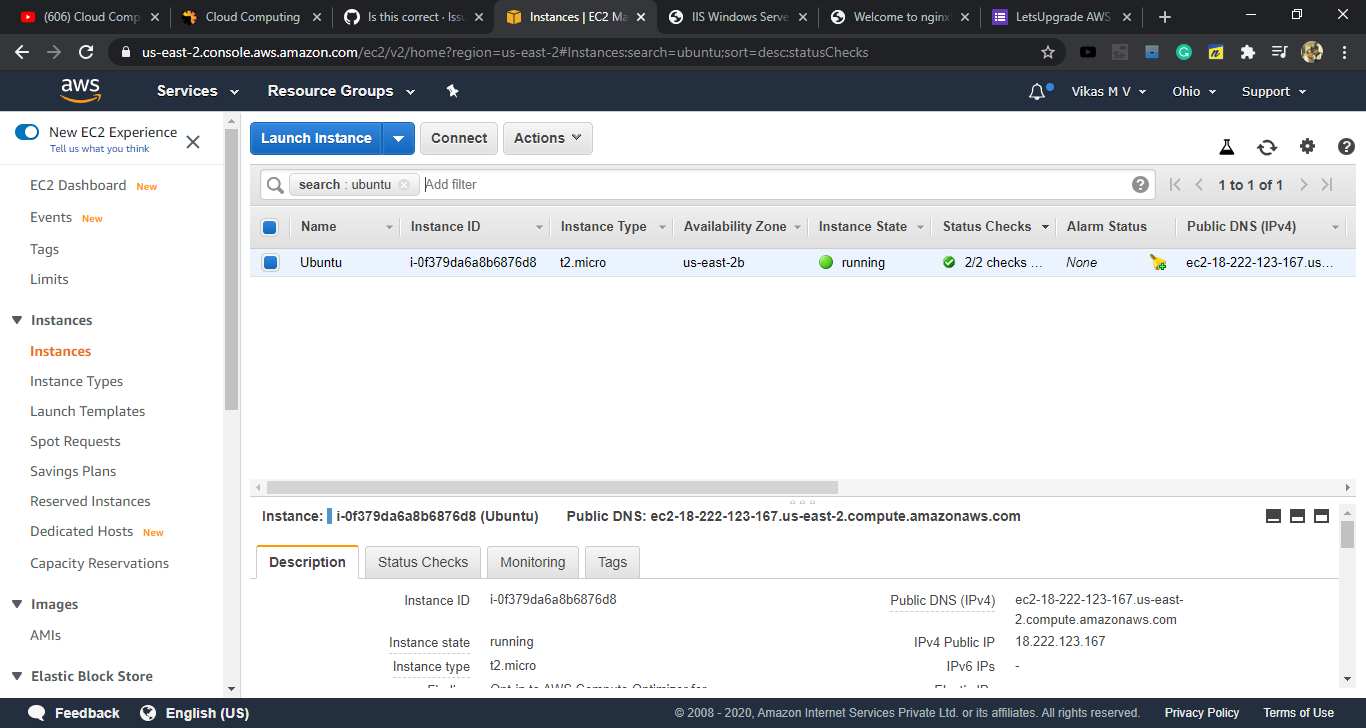 (606) Cloud Comp
Cloud Computing
Is this correct · Issu
Instances | EC2 Ma
IIS Windows Serve
Welcome to nginx!
LetsUpgrade AWS
us-east-2.console.aws.amazon.com/ec2/v2/home?region=us-east-2#Instances:search=ubuntu;sort=desc:statusChecks
aws Services Resource Groups Vikas M V Ohio Support
New EC2 Experience
Tell us what you think
EC2 Dashboard New
Events New
Tags
Limits
Instances
Instances
Instance Types
Launch Templates
Spot Requests
Savings Plans
Reserved Instances
Dedicated Hosts New
Capacity Reservations
Images
AMIs
Elastic Block Store
Launch Instance Connect Actions
search : ubuntu Add filter 1 to 1 of 1
Name Instance ID Instance Type Availability Zone Instance State Status Checks Alarm Status Public DNS (IPv4)
Ubuntu i-0f379da6a8b6876d8 t2.micro us-east-2b running 2/2 checks ... None ec2-18-222-123-167.us...
Instance: i-0f379da6a8b6876d8 (Ubuntu) Public DNS: ec2-18-222-123-167.us-east-2.compute.amazonaws.com
Description Status Checks Monitoring Tags
Instance ID i-0f379da6a8b6876d8
Instance state running
Instance type t2.micro
Opt-in to AWS Compute Optimizer for
Public DNS (IPv4) ec2-18-222-123-167.us-east-
2.compute.amazonaws.com
IPv4 Public IP 18.222.123.167
IPv6 IPs -
Feedback English (US) © 2008 - 2020, Amazon Internet Services Private Ltd. or its affiliates. All rights reserved. Privacy Policy Terms of Use